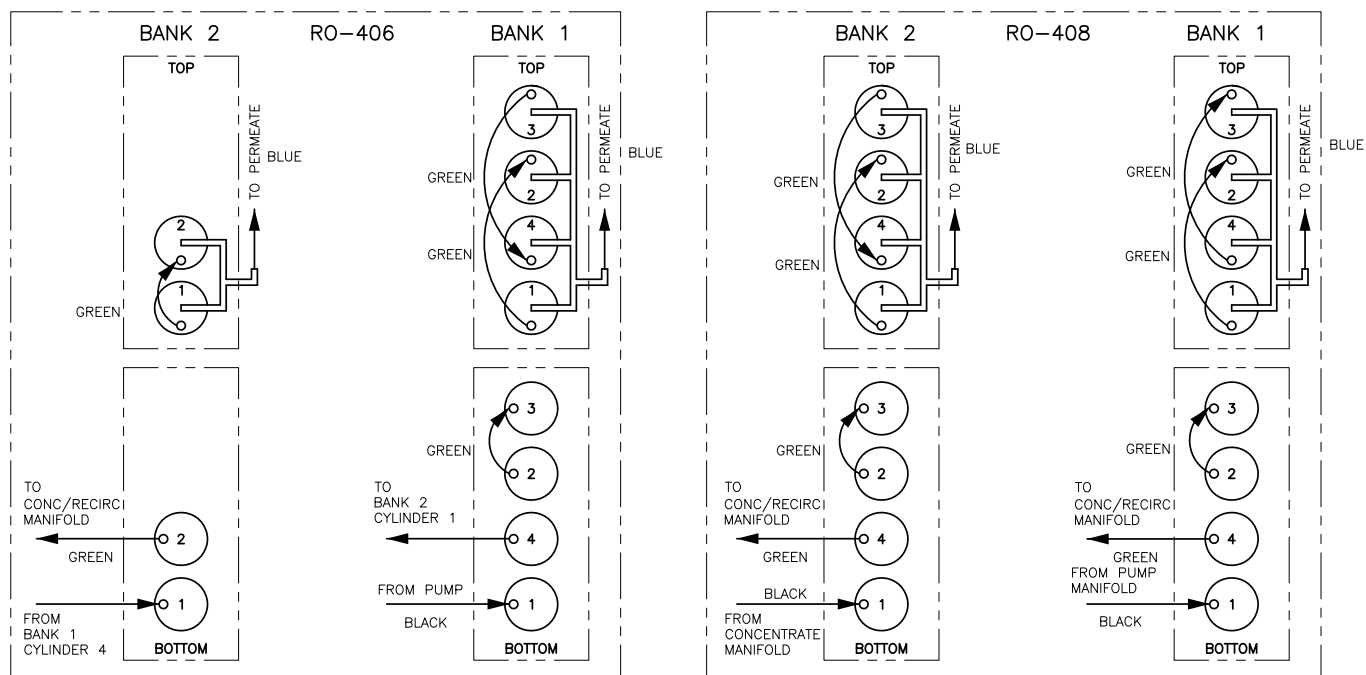 BANK 2
RO-406
BANK 1
TOP
2
1
GREEN
TO PERMEATE
BLUE
TOP
3
2
4
1
GREEN
GREEN
TO PERMEATE
BLUE
2
1
TO
CONC/RECIRC
MANIFOLD
GREEN
FROM
BANK 1
CYLINDER 4
BOTTOM
3
2
4
1
GREEN
TO
BANK 2
CYLINDER 1
FROM PUMP
BLACK
BOTTOM
BANK 2
RO-408
BANK 1
TOP
3
2
4
1
GREEN
GREEN
TO PERMEATE
BLUE
TOP
3
2
4
1
GREEN
GREEN
TO PERMEATE
BLUE
3
2
4
1
GREEN
TO
CONC/RECIRC
MANIFOLD
GREEN
BLACK
FROM
CONCENTRATE
MANIFOLD
BOTTOM
3
2
4
1
GREEN
TO
CONC/RECIRC
MANIFOLD
GREEN
FROM PUMP
MANIFOLD
BLACK
BOTTOM